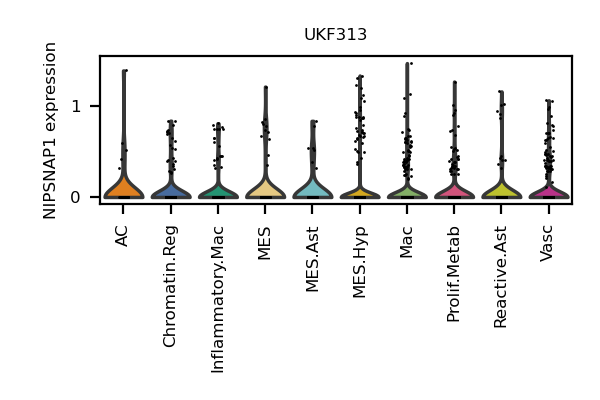 UKF313
NIPSNAP1 expression
1
0
AC
Chromatin.Reg
Inflammatory.Mac
MES
MES.Ast
MES.Hyp
Mac
Prolif.Metab
Reactive.Ast
Vasc